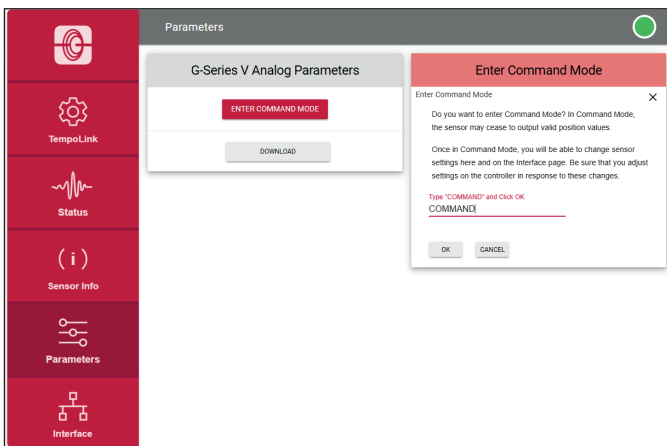 Parameters
TempoLink
Status
( i )
Sensor Info
Parameters
Interface
G-Series V Analog Parameters
ENTER COMMAND MODE
DOWNLOAD
Enter Command Mode
Enter Command Mode
Do you want to enter Command Mode? In Command Mode,
the sensor may cease to output valid position values.
Once in Command Mode, you will be able to change sensor
settings here and on the Interface page. Be sure that you adjust
settings on the controller in response to these changes.
Type "COMMAND" and Click OK
COMMAND
OK CANCEL